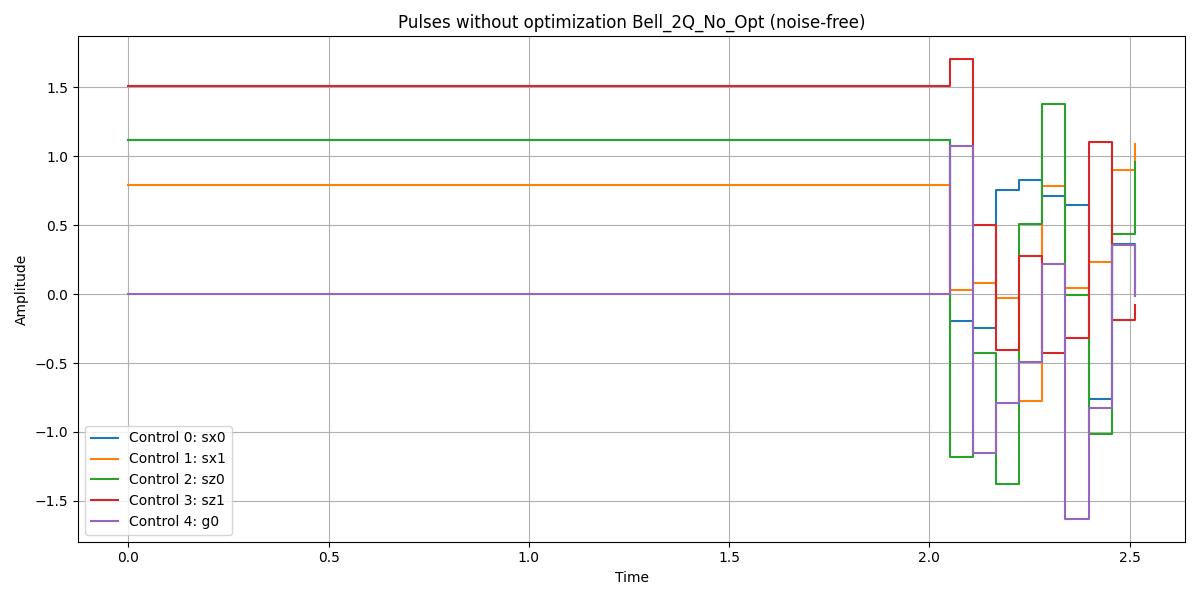 Pulses without optimization Bell_2Q_No_Opt (noise-free)
Amplitude
1.5
1.0
0.5
0.0
−0.5
−1.0
−1.5
Control 0: sx0
Control 1: sx1
Control 2: sz0
Control 3: sz1
Control 4: g0
0.0 0.5 1.0 1.5 2.0 2.5
Time